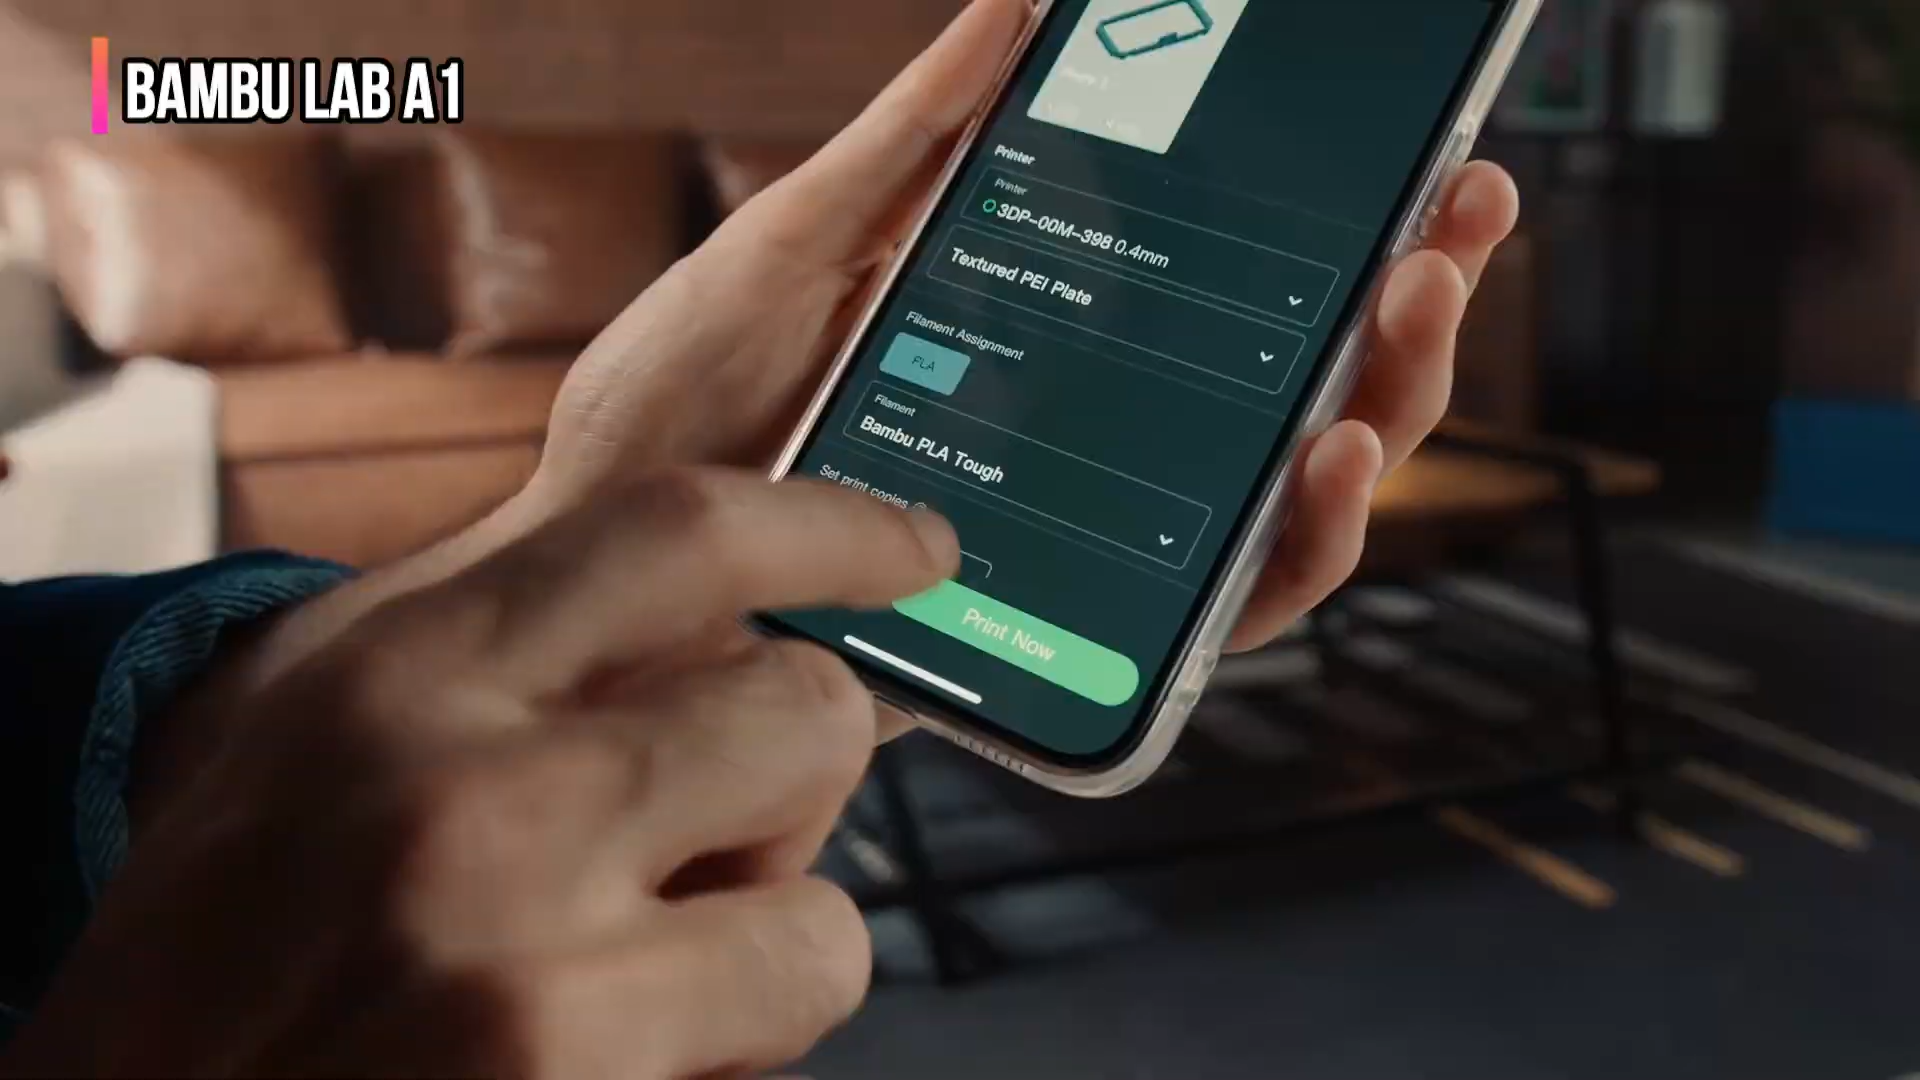 BAMBU LAB A1
Printer
Printer
3DP-00M-398 0.4mm
Textured PEI Plate
Filament Assignment
PLA
Filament
Bambu PLA Tough
Set print copies
Print Now